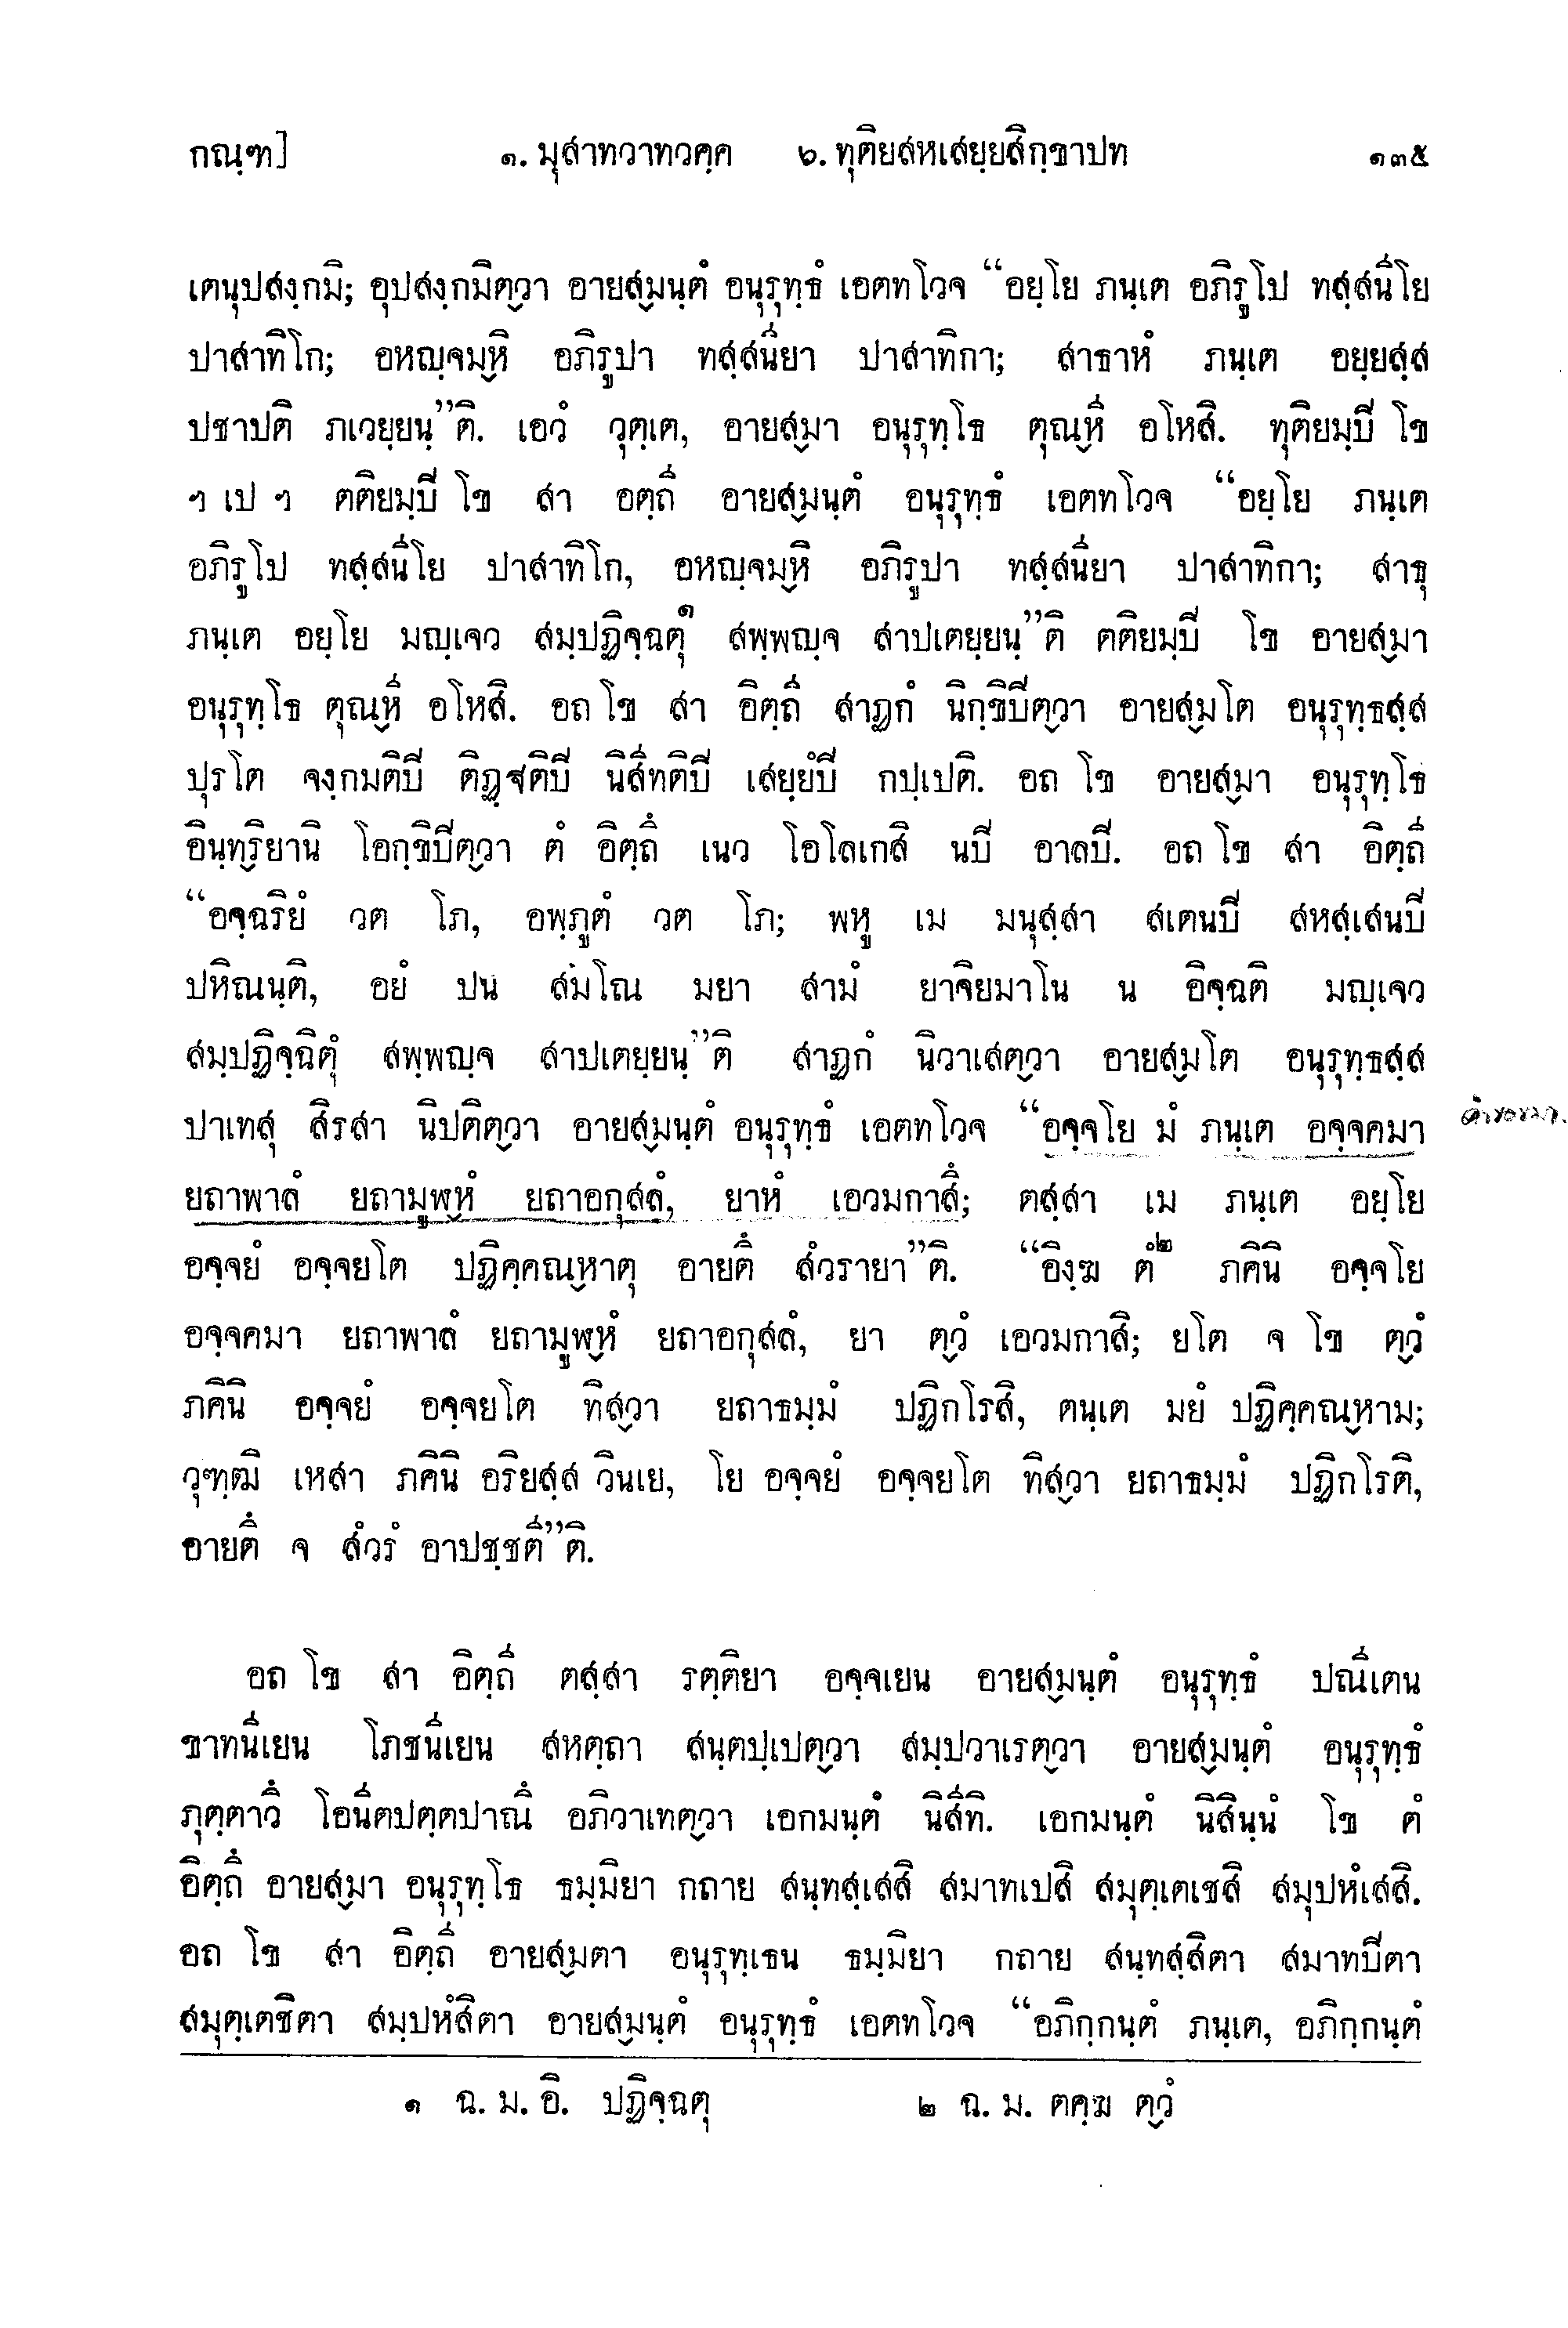 กณฺฑ] ๑. มุสาทวาทวคฺค ๖. ทุติยสหเสยฺยสิกฺขาปท ๑๓๕
เตนุปสงฺกมิ; อุปสงฺกมิตฺวา อายสฺมนฺตํ อนุรุทฺธํ เอตทโวจ “อยฺโย ภนฺเต อภิรูโป ทสฺสนีโย
ปาสาทิโก; อหญฺจมฺหิ อภิรูปา ทสฺสนียา ปาสาทิกา; สาธาหํ ภนฺเต อยฺยสฺส
ปชาปติ ภเวยฺยนฺ”ติ. เอวํ วุตฺเต, อายสฺมา อนุรุทฺโธ ตุณฺหี อโหสิ. ทุติยมฺปิ โข
ฯ เป ฯ ตติยมฺปิ โข สา อตฺถี อายสฺมนฺตํ อนุรุทฺธํ เอตทโวจ “อยฺโย ภนฺเต
อภิรูโป ทสฺสนีโย ปาสาทิโก, อหญฺจมฺหิ อภิรูปา ทสฺสนียา ปาสาทิกา; สาธุ
ภนฺเต อยฺโย มญฺเจว สมฺปฏิจฺฉตุ๑ สพฺพญฺจ สาปเตยฺยนฺ”ติ ตติยมฺปิ โข อายสฺมา
อนุรุทฺโธ ตุณฺหี อโหสิ. อถ โข สา อิตฺถี สาฏกํ นิกฺขิปิตฺวา อายสฺมโต อนุรุทฺธสฺส
ปุรโต จงฺกมติปิ ติฏฺฐติปิ นิสีทติปิ เสยฺยํปิ กปฺเปติ. อถ โข อายสฺมา อนุรุทฺโธ
อินฺทฺริยานิ โอกฺขิปิตฺวา ตํ อิตฺถึ เนว โอโลเกสิ นปิ อาลปิ. อถ โข สา อิตฺถี
“อจฺฉริยํ วต โภ, อพฺภูตํ วต โภ; พหู เม มนุสฺสา สเตนปิ สหสฺเสนปิ
ปหิณนฺติ, อยํ ปน สมโณ มยา สามํ ยาจิยมาโน น อิจฺฉติ มญฺเจว
สมฺปฏิจฺฉิตุํ สพฺพญฺจ สาปเตยฺยนฺ”ติ สาฏกํ นิวาเสตฺวา อายสฺมโต อนุรุทฺธสฺส
ปาเทสุ สิรสา นิปติตฺวา อายสฺมนฺตํ อนุรุทฺธํ เอตทโวจ “อจฺจโย มํ ภนฺเต อจฺจคมา
คำขอขมา.
ยถาพาลํ ยถามูฬฺหํ ยถาอกุสลํ, ยาหํ เอวมกาสึ; ตสฺสา เม ภนฺเต อยฺโย
อจฺจยํ อจฺจยโต ปฏิคฺคณฺหาตุ อายตึ สํวรายา”ติ. “อิงฺฆ ตํ๒ ภคินิ อจฺจโย
อจฺจคมา ยถาพาลํ ยถามูฬฺหํ ยถาอกุสลํ, ยา ตฺวํ เอวมกาสิ; ยโต จ โข ตฺวํ
ภคินิ อจฺจยํ อจฺจยโต ทิสฺวา ยถาธมฺมํ ปฏิกโรสิ, ตนฺเต มยํ ปฏิคฺคณฺหาม;
วุฑฺฒิ เหสา ภคินิ อริยสฺส วินเย, โย อจฺจยํ อจฺจยโต ทิสฺวา ยถาธมฺมํ ปฏิกโรติ,
อายตึ จ สํวรํ อาปชฺชตี”ติ.
อถ โข สา อิตฺถี ตสฺสา รตฺติยา อจฺจเยน อายสฺมนฺตํ อนุรุทฺธํ ปณีเตน
ขาทนีเยน โภชนีเยน สหตฺถา สนฺตปฺเปตฺวา สมฺปวาเรตฺวา อายสฺมนฺตํ อนุรุทฺธํ
ภุตฺตาวึ โอนีตปตฺตปาณึ อภิวาเทตฺวา เอกมนฺตํ นิสีทิ. เอกมนฺตํ นิสินฺนํ โข ตํ
อิตฺถึ อายสฺมา อนุรุทฺโธ ธมฺมิยา กถาย สนฺทสฺเสสิ สมาทเปสิ สมุตฺเตเชสิ สมุปหํเสสิ.
อถ โข สา อิตฺถี อายสฺมตา อนุรุทฺเธน ธมฺมิยา กถาย สนฺทสฺสิตา สมาทปิตา
สมุตฺเตชิตา สมฺปหํสิตา อายสฺมนฺตํ อนุรุทฺธํ เอตทโวจ “อภิกฺกนฺตํ ภนฺเต, อภิกฺกนฺตํ
๑ ฉ. ม. อิ. ปฏิจฺฉตุ ๒ ฉ. ม. ตคฺฆ ตฺวํ